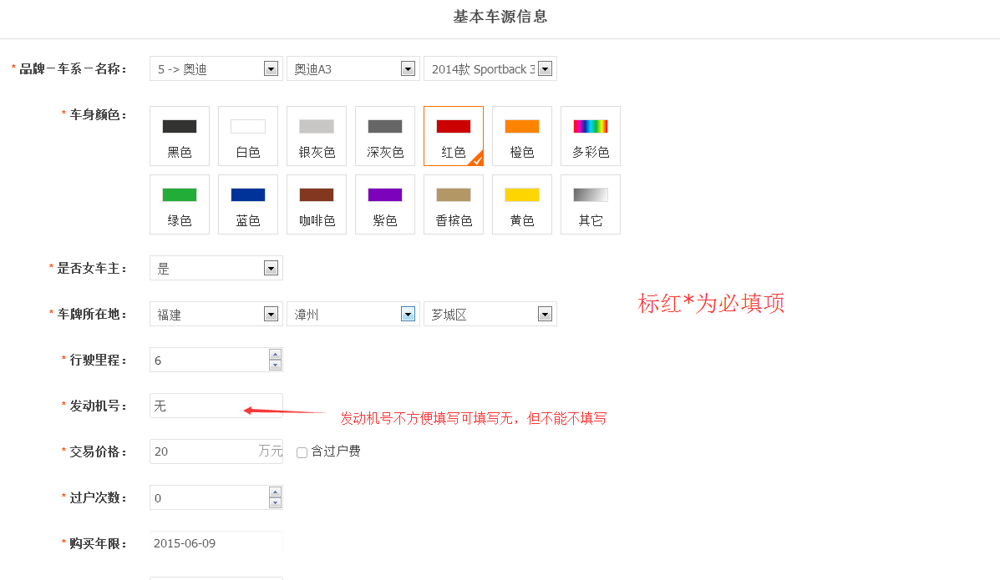 基本车源信息
* 品牌－车系－名称： 5 -> 奥迪 奥迪A3 2014款 Sportback 3
* 车身颜色：
黑色 白色 银灰色 深灰色 红色 橙色 多彩色
绿色 蓝色 咖啡色 紫色 香槟色 黄色 其它
* 是否女车主： 是
标红*为必填项
* 车牌所在地： 福建 漳州 芗城区
* 行驶里程： 6
* 发动机号： 无
发动机号不方便填写可填写无，但不能不填写
* 交易价格： 20 万元 含过户费
* 过户次数： 0
* 购买年限： 2015-06-09